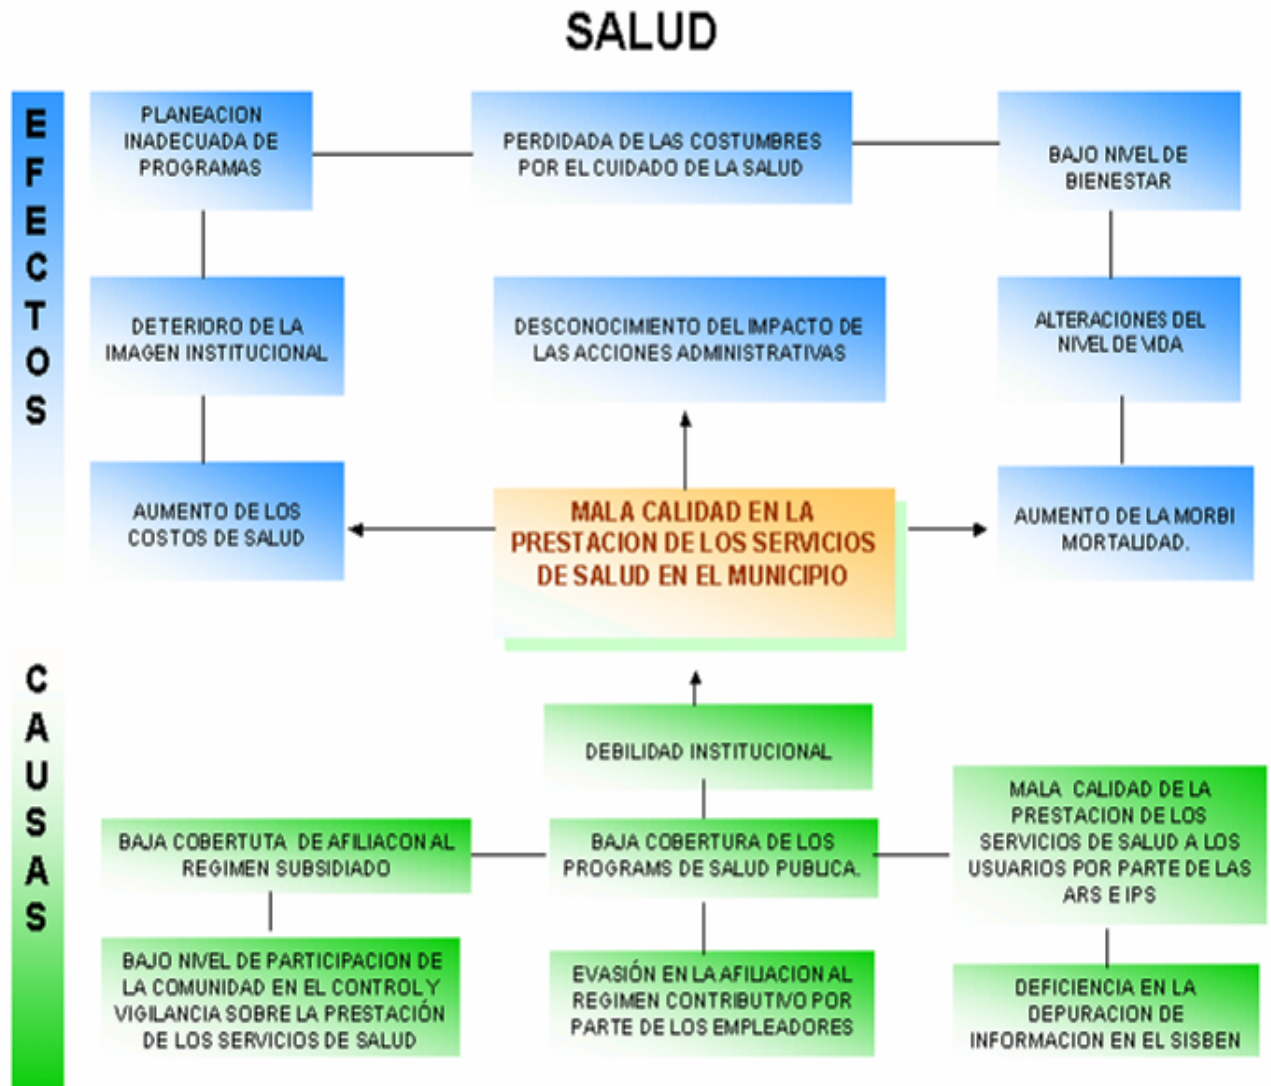 SALUD
EFECTOS
PLANEACION
INADECUADA DE
PROGRAMAS
PERDIDADA DE LAS COSTUMBRES
POR EL CUIDADO DE LA SALUD
BAJO NIVEL DE
BIENESTAR
DETERIORO DE LA
IMAGEN INSTITUCIONAL
DESCONOCIMIENTO DEL IMPACTO DE
LAS ACCIONES ADMINISTRATIVAS
ALTERACIONES DEL
NIVEL DE VIDA
AUMENTO DE LOS
COSTOS DE SALUD
MALA CALIDAD EN LA
PRESTACION DE LOS SERVICIOS
DE SALUD EN EL MUNICIPIO
AUMENTO DE LA MORBI
MORTALIDAD.
CAUSAS
DEBILIDAD INSTITUCIONAL
BAJA COBERTUTA DE AFILIACON AL
REGIMEN SUBSIDIADO
BAJA COBERTURA DE LOS
PROGRAMS DE SALUD PUBLICA.
MALA CALIDAD DE LA
PRESTACION DE LOS
SERVICIOS DE SALUD A LOS
USUARIOS POR PARTE DE LAS
ARS E IPS
BAJO NIVEL DE PARTICIPACION DE
LA COMUNIDAD EN EL CONTROL Y
VIGILANCIA SOBRE LA PRESTACIÓN
DE LOS SERVICIOS DE SALUD
EVASIÓN EN LA AFILIACION AL
REGIMEN CONTRIBUTIVO POR
PARTE DE LOS EMPLEADORES
DEFICIENCIA EN LA
DEPURACION DE
INFORMACION EN EL SISBEN